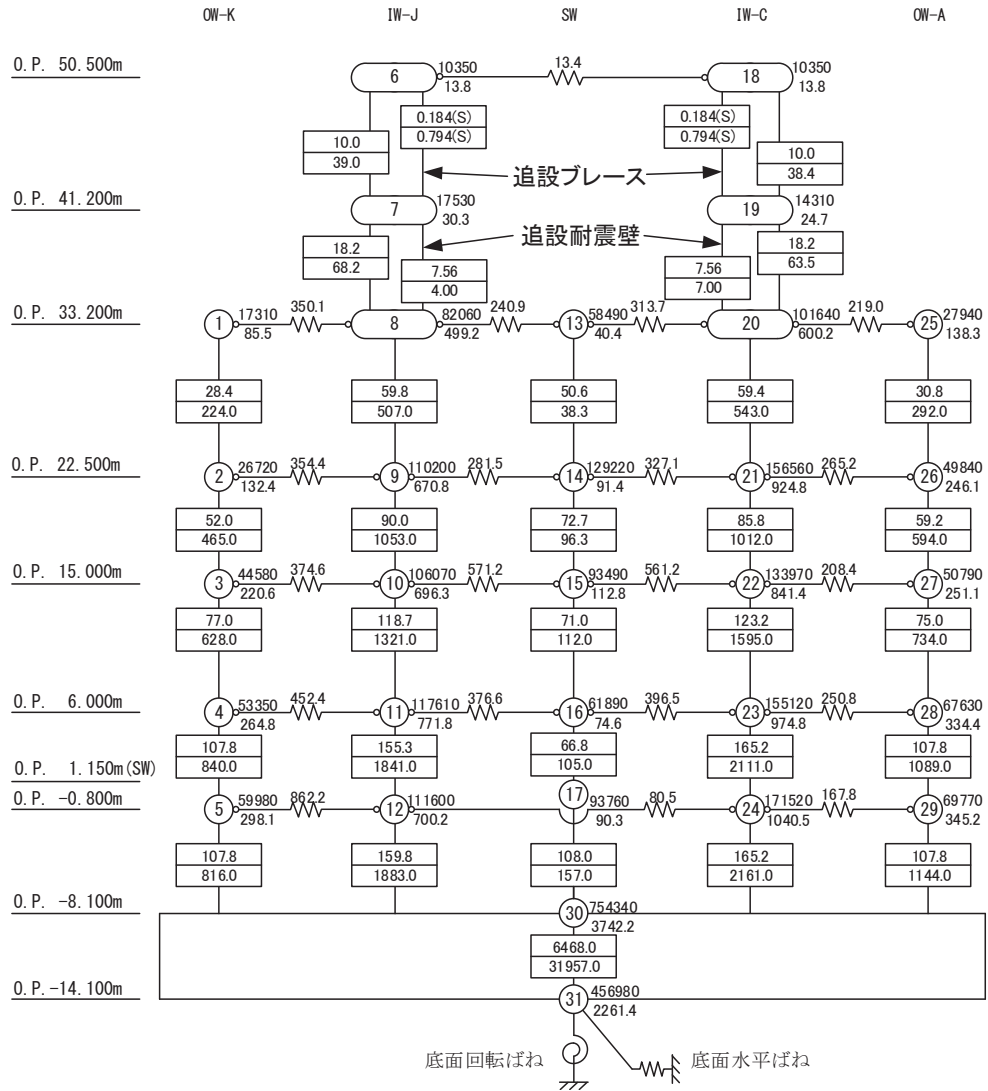 OW-K IW-J SW IW-C OW-A
O.P. 50.500m
6 10350 13.4 18 10350
13.8 13.8
0.184(S) 0.184(S)
10.0 0.794(S) 0.794(S) 10.0
39.0 38.4
追設ブレース
O.P. 41.200m
7 17530 19 14310
30.3 24.7
追設耐震壁
18.2 18.2
68.2 7.56 7.56 63.5
4.00 7.00
O.P. 33.200m
1 17310 350.1 8 82060 240.9 13 58490 313.7 20 101640 219.0 25 27940
85.5 499.2 40.4 600.2 138.3
28.4 59.8 50.6 59.4 30.8
224.0 507.0 38.3 543.0 292.0
O.P. 22.500m
2 26720 354.4 9 110200 281.5 14 129220 327.1 21 156560 265.2 26 49840
132.4 670.8 91.4 924.8 246.1
52.0 90.0 72.7 85.8 59.2
465.0 1053.0 96.3 1012.0 594.0
O.P. 15.000m
3 44580 374.6 10 106070 571.2 15 93490 561.2 22 133970 208.4 27 50790
220.6 696.3 112.8 841.4 251.1
77.0 118.7 71.0 123.2 75.0
628.0 1321.0 112.0 1595.0 734.0
O.P. 6.000m
4 53350 452.4 11 117610 376.6 16 61890 396.5 23 155120 250.8 28 67630
264.8 771.8 74.6 974.8 334.4
107.8 155.3 66.8 165.2 107.8
840.0 1841.0 105.0 2111.0 1089.0
O.P. 1.150m(SW)
O.P. -0.800m
5 59980 862.2 12 111600 17 93760 80.5 24 171520 167.8 29 69770
298.1 700.2 90.3 1040.5 345.2
107.8 159.8 108.0 165.2 107.8
816.0 1883.0 157.0 2161.0 1144.0
O.P. -8.100m
30 754340
3742.2
6468.0
31957.0
O.P.-14.100m
31 456980
2261.4
底面回転ばね 底面水平ばね